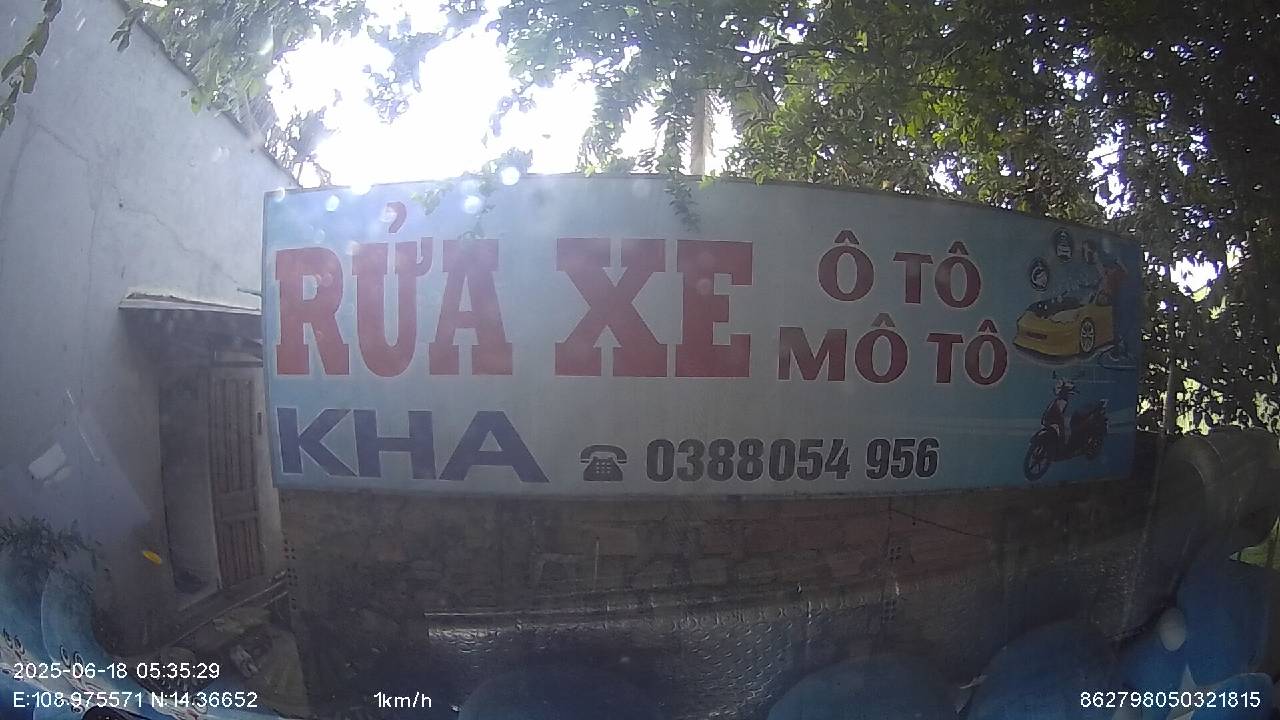 RỬA XE
Ô TÔ
MÔ TÔ
KHA
☎ 0388054 956
2025-06-18 05:35:29
E:108.975571 N:14.36652
1km/h
862798050321815